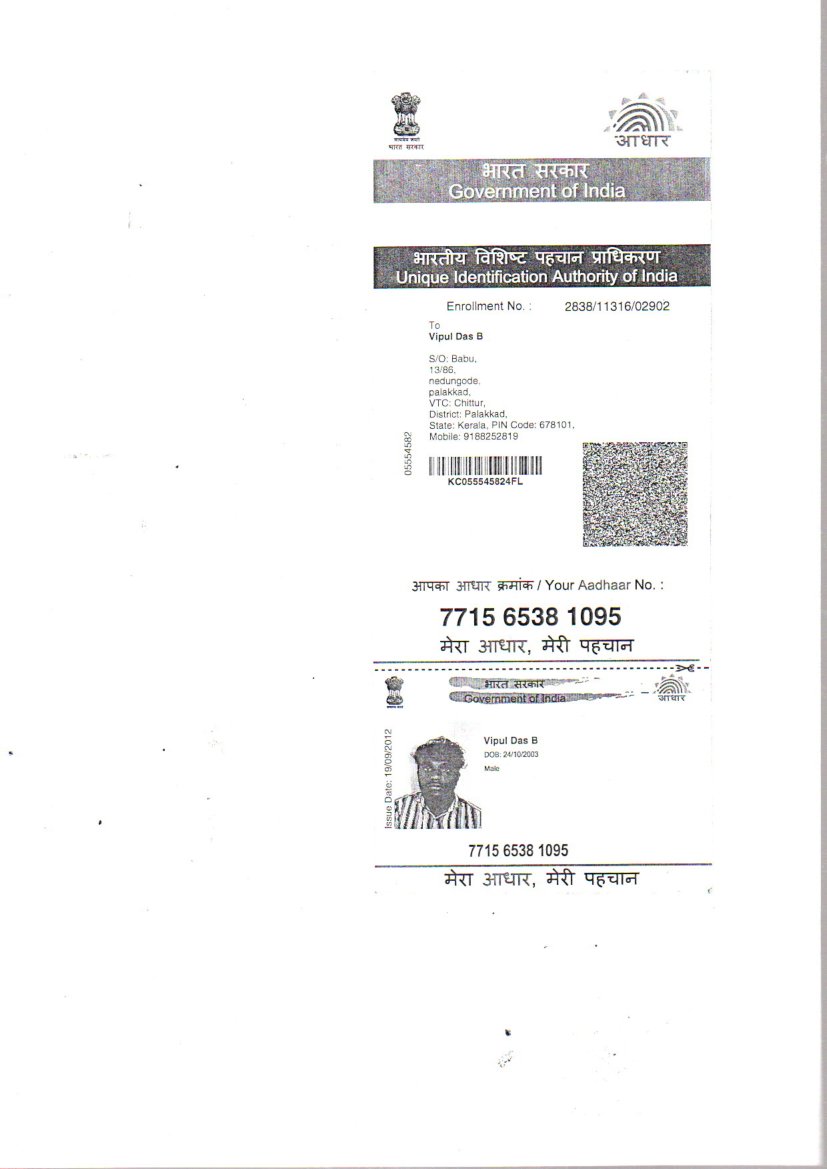 सत्यमेव जयते
भारत सरकार
आधार
भारत सरकार
Government of India
भारतीय विशिष्ट पहचान प्राधिकरण
Unique Identification Authority of India
Enrollment No. : 2838/11316/02902
To
Vipul Das B
S/O: Babu,
13/86,
nedungode,
palakkad,
VTC: Chittur,
District: Palakkad,
State: Kerala, PIN Code: 678101,
Mobile: 9188252819
05554582
KC055545824FL
आपका आधार क्रमांक / Your Aadhaar No. :
7715 6538 1095
मेरा आधार, मेरी पहचान
भारत सरकार
Government of India
आधार
Issue Date: 19/09/2012
Vipul Das B
DOB: 24/10/2003
Male
7715 6538 1095
मेरा आधार, मेरी पहचान